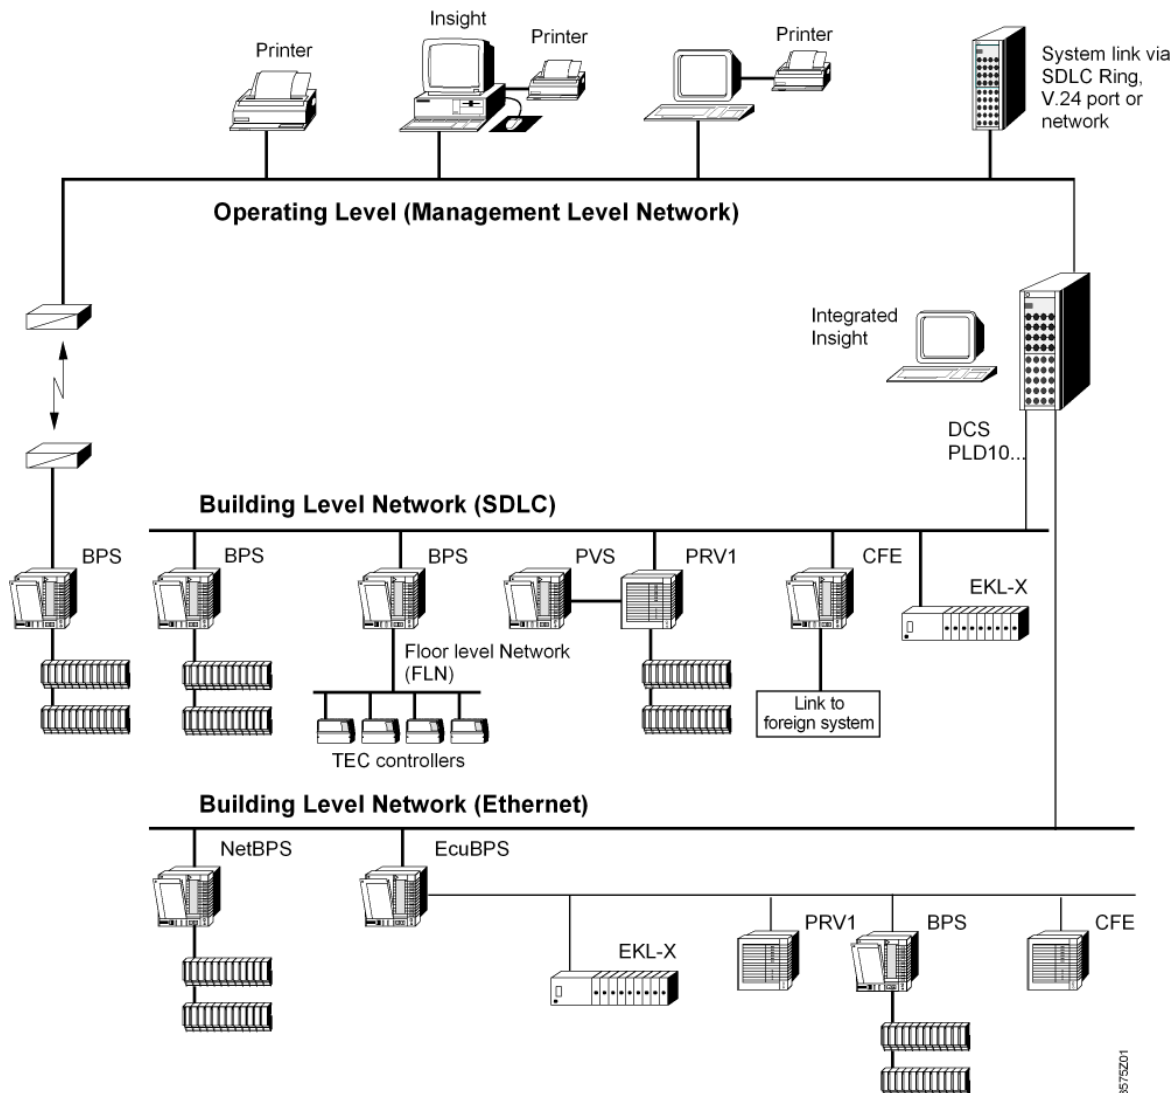 Insight
Printer
Printer
Printer
System link via
SDLC Ring,
V.24 port or
network
Operating Level (Management Level Network)
Integrated
Insight
DCS
PLD10...
Building Level Network (SDLC)
BPS
BPS
BPS
PVS
PRV1
CFE
EKL-X
Floor level Network
(FLN)
Link to
foreign system
TEC controllers
Building Level Network (Ethernet)
NetBPS
EcuBPS
PRV1
BPS
CFE
EKL-X